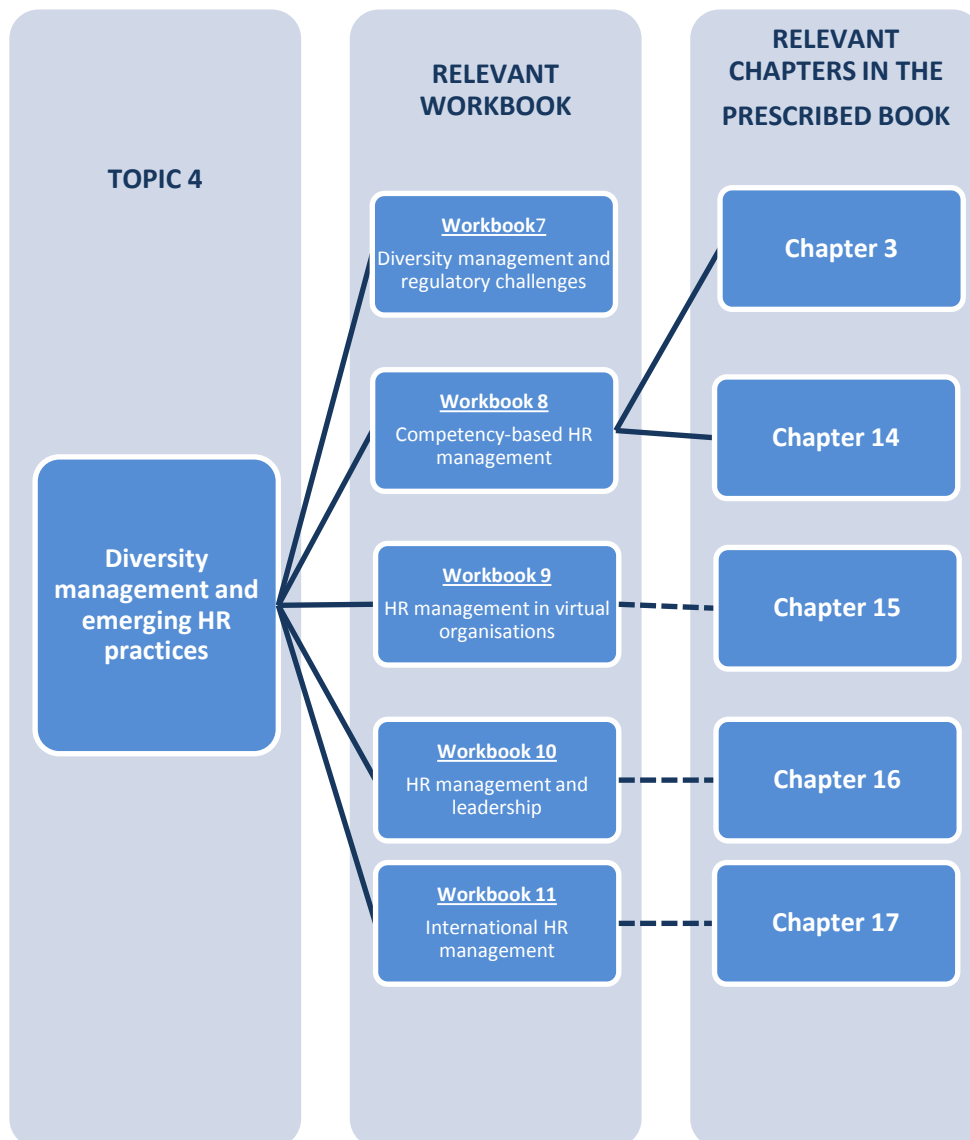 TOPIC 4
Diversity
management and
emerging HR
practices
RELEVANT
WORKBOOK
Workbook7
Diversity management and
regulatory challenges
Workbook 8
Competency-based HR
management
Workbook 9
HR management in virtual
organisations
Workbook 10
HR management and
leadership
Workbook 11
International HR
management
RELEVANT
CHAPTERS IN THE
PRESCRIBED BOOK
Chapter 3
Chapter 14
Chapter 15
Chapter 16
Chapter 17